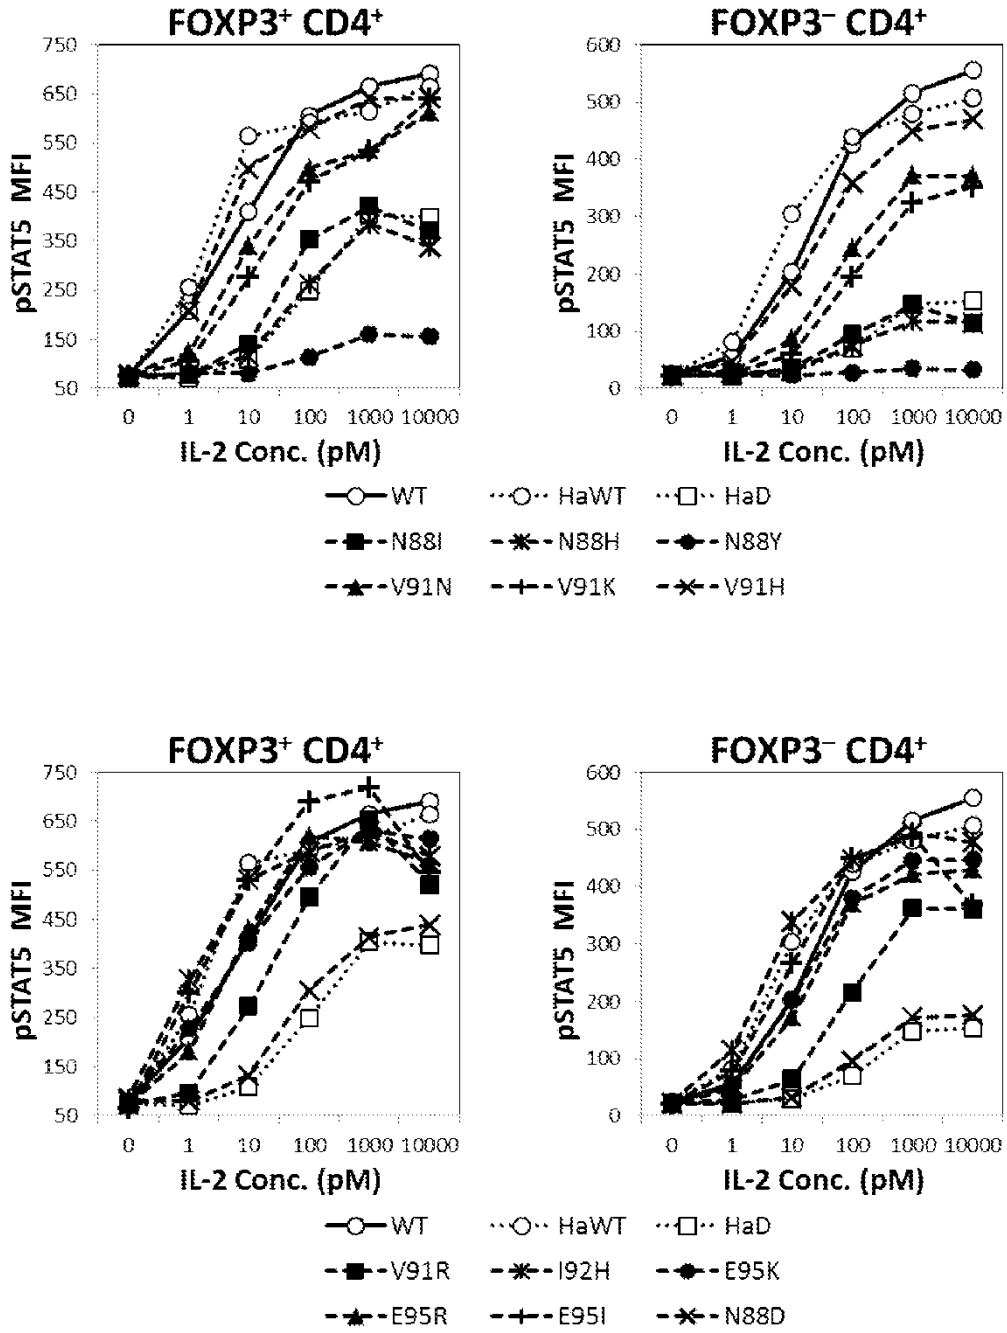 FOXP3⁺ CD4⁺ FOXP3⁻ CD4⁺
pSTAT5 MFI
750
650
550
450
350
250
150
50
0 1 10 100 1000 10000
IL-2 Conc. (pM)
pSTAT5 MFI
600
500
400
300
200
100
0
0 1 10 100 1000 10000
IL-2 Conc. (pM)
WT HaWT HaD
N88I N88H N88Y
V91N V91K V91H
FOXP3⁺ CD4⁺ FOXP3⁻ CD4⁺
pSTAT5 MFI
750
650
550
450
350
250
150
50
0 1 10 100 1000 10000
IL-2 Conc. (pM)
pSTAT5 MFI
600
500
400
300
200
100
0
0 1 10 100 1000 10000
IL-2 Conc. (pM)
WT HaWT HaD
V91R I92H E95K
E95R E95I N88D